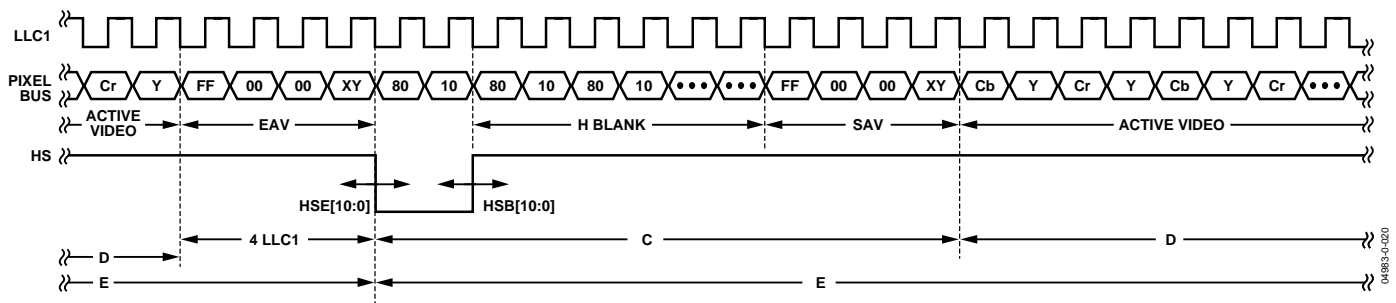 LLC1
PIXEL BUS Cr Y FF 00 00 XY 80 10 80 10 80 10 ••• ••• FF 00 00 XY Cb Y Cr Y Cb Y Cr •••
ACTIVE VIDEO EAV H BLANK SAV ACTIVE VIDEO
HS
HSE[10:0] HSB[10:0]
4 LLC1 C D
D
E E
04983-0-020